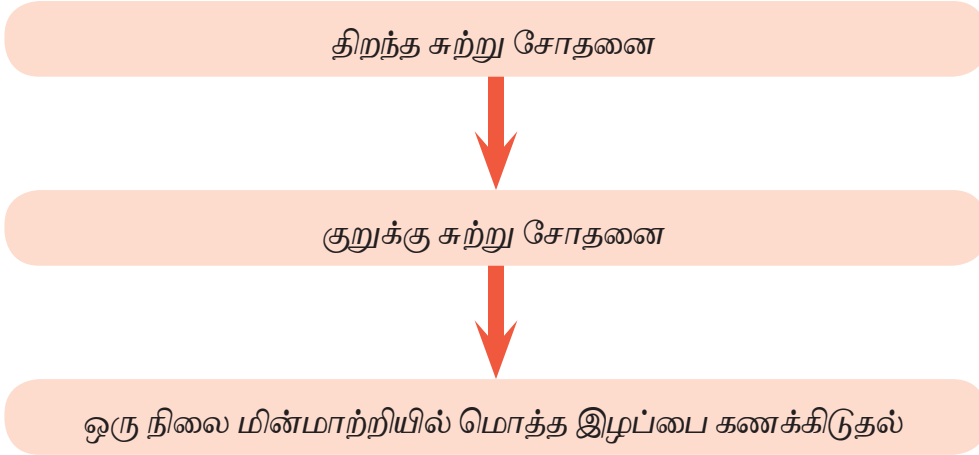 திறந்த சுற்று சோதனை
குறுக்கு சுற்று சோதனை
ஒரு நிலை மின்மாற்றியில் மொத்த இழப்பை கணக்கிடுதல்